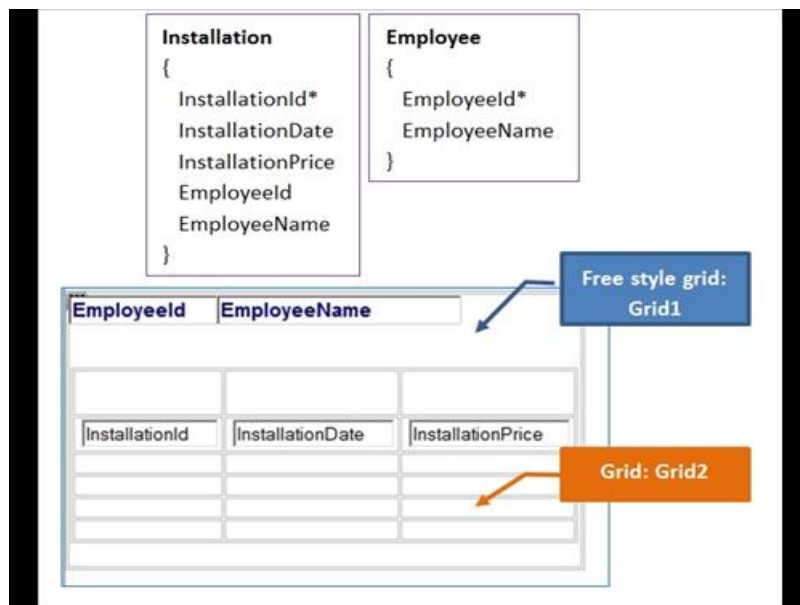 Installation
{
InstallationId*
InstallationDate
InstallationPrice
EmployeeId
EmployeeName
}
Employee
{
EmployeeId*
EmployeeName
}
Free style grid:
Grid1
EmployeeId EmployeeName
InstallationId InstallationDate InstallationPrice
Grid: Grid2